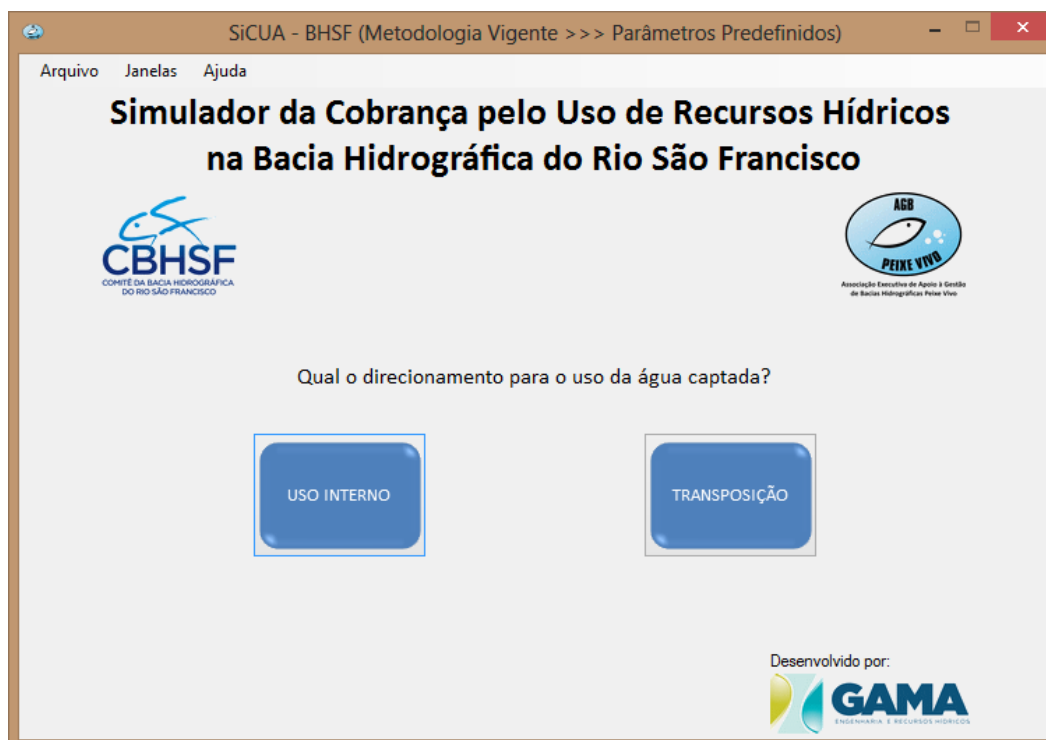 SiCUA - BHSF (Metodologia Vigente >>> Parâmetros Predefinidos)
Arquivo Janelas Ajuda
Simulador da Cobrança pelo Uso de Recursos Hídricos
na Bacia Hidrográfica do Rio São Francisco
CBHSF
COMITÊ DA BACIA HIDROGRÁFICA
DO RIO SÃO FRANCISCO
AGB
PEIXE VIVO
Associação Executiva de Apoio à Gestão
de Bacias Hidrográficas Peixe Vivo
Qual o direcionamento para o uso da água captada?
USO INTERNO
TRANSPOSIÇÃO
Desenvolvido por:
GAMA
ENGENHARIA E RECURSOS HÍDRICOS